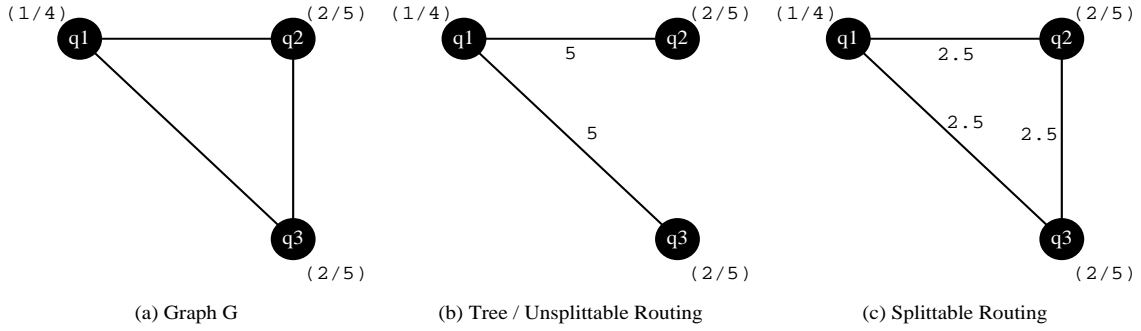 (1/4)
(2/5)
q1
q2
q3
(2/5)
(a) Graph G
(1/4)
(2/5)
q1
q2
5
5
q3
(2/5)
(b) Tree / Unsplittable Routing
(1/4)
(2/5)
q1
q2
2.5
2.5
2.5
q3
(2/5)
(c) Splittable Routing